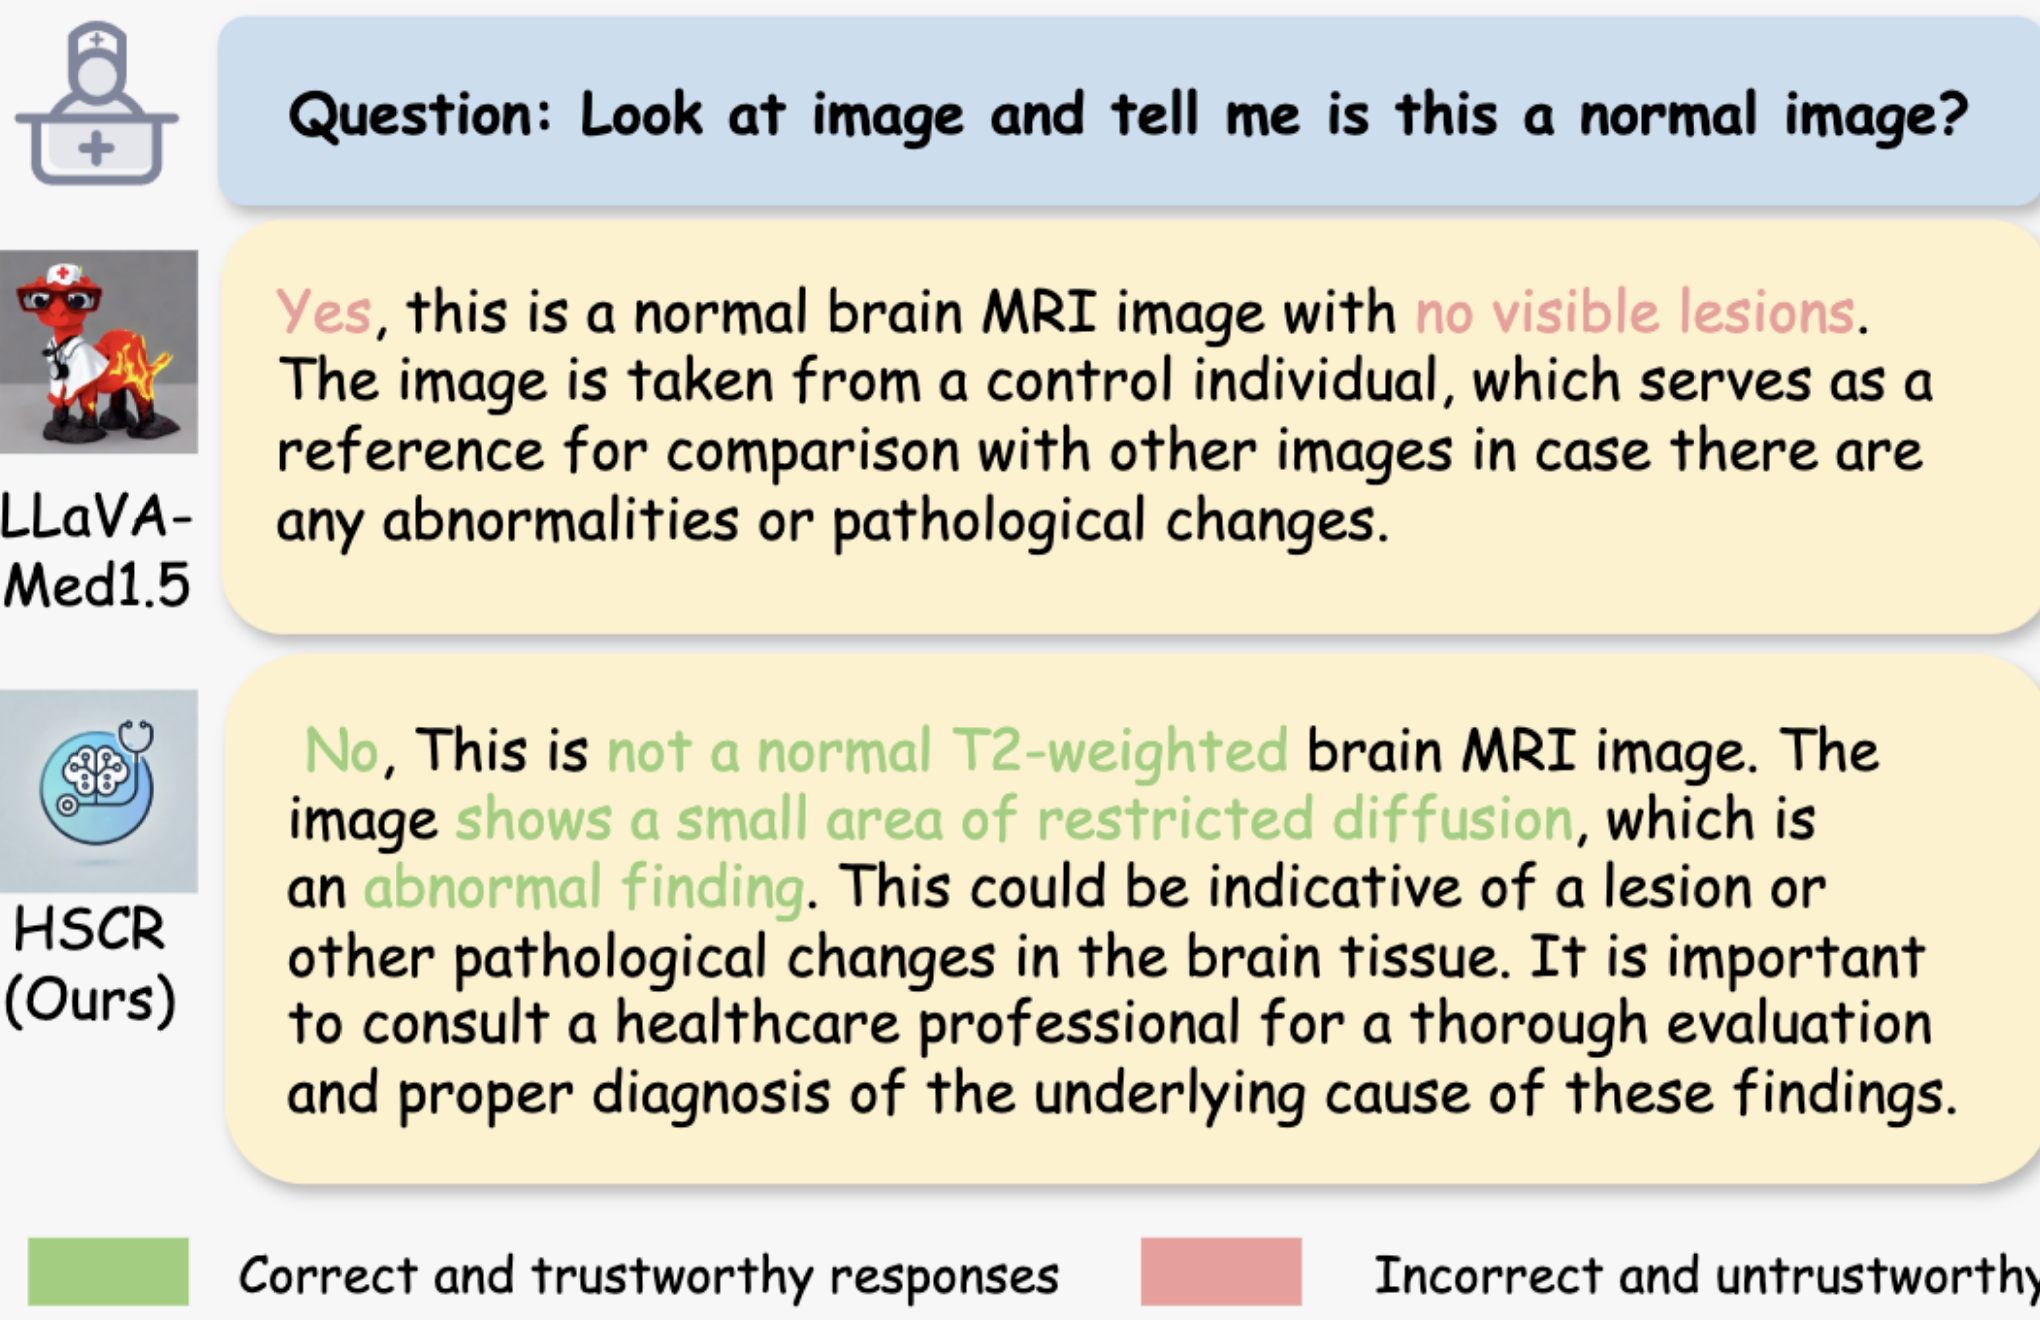 Question: Look at image and tell me is this a normal image?
Yes, this is a normal brain MRI image with no visible lesions.
The image is taken from a control individual, which serves as a
reference for comparison with other images in case there are
any abnormalities or pathological changes.
LLaVA-
Med1.5
No, This is not a normal T2-weighted brain MRI image. The
image shows a small area of restricted diffusion, which is
an abnormal finding. This could be indicative of a lesion or
other pathological changes in the brain tissue. It is important
to consult a healthcare professional for a thorough evaluation
and proper diagnosis of the underlying cause of these findings.
HSCR
(Ours)
Correct and trustworthy responses
Incorrect and untrustworthy